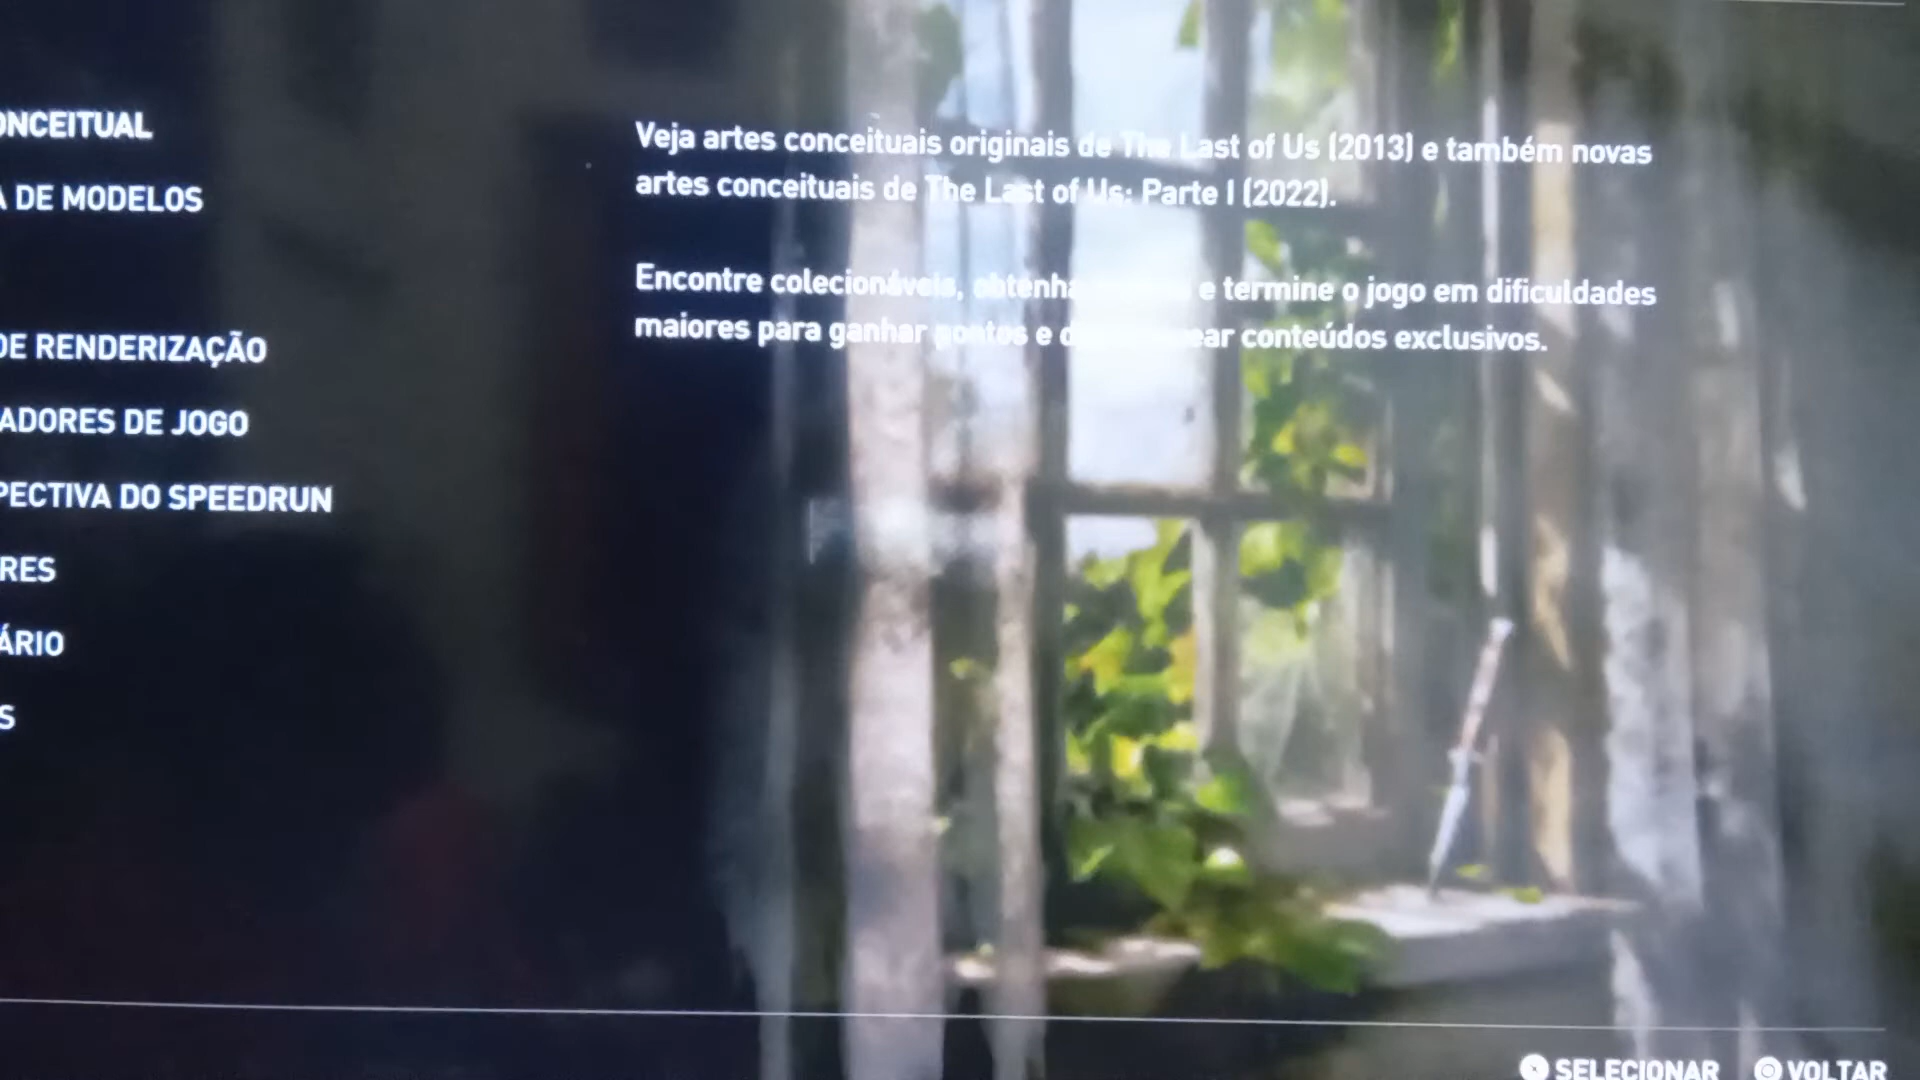 ONCEITUAL
A DE MODELOS
DE RENDERIZAÇÃO
ADORES DE JOGO
PECTIVA DO SPEEDRUN
RES
ÁRIO
S
Veja artes conceituais originais de The Last of Us (2013) e também novas
artes conceituais de The Last of Us: Parte I (2022).
Encontre colecionáveis, obtenha e termine o jogo em dificuldades
maiores para ganhar pontos e conteúdos exclusivos.
SELECIONAR
VOLTAR